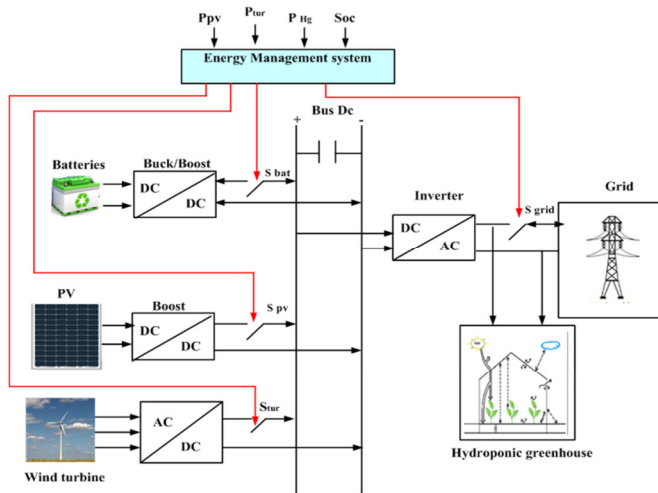 Ppv
Ptur
P Hg
Soc
Energy Management system
Bus Dc
+
-
Batteries
Buck/Boost
DC
DC
S bat
Inverter
DC
AC
S grid
Grid
PV
Boost
DC
DC
S pv
Wind turbine
AC
DC
Stur
Hydroponic greenhouse